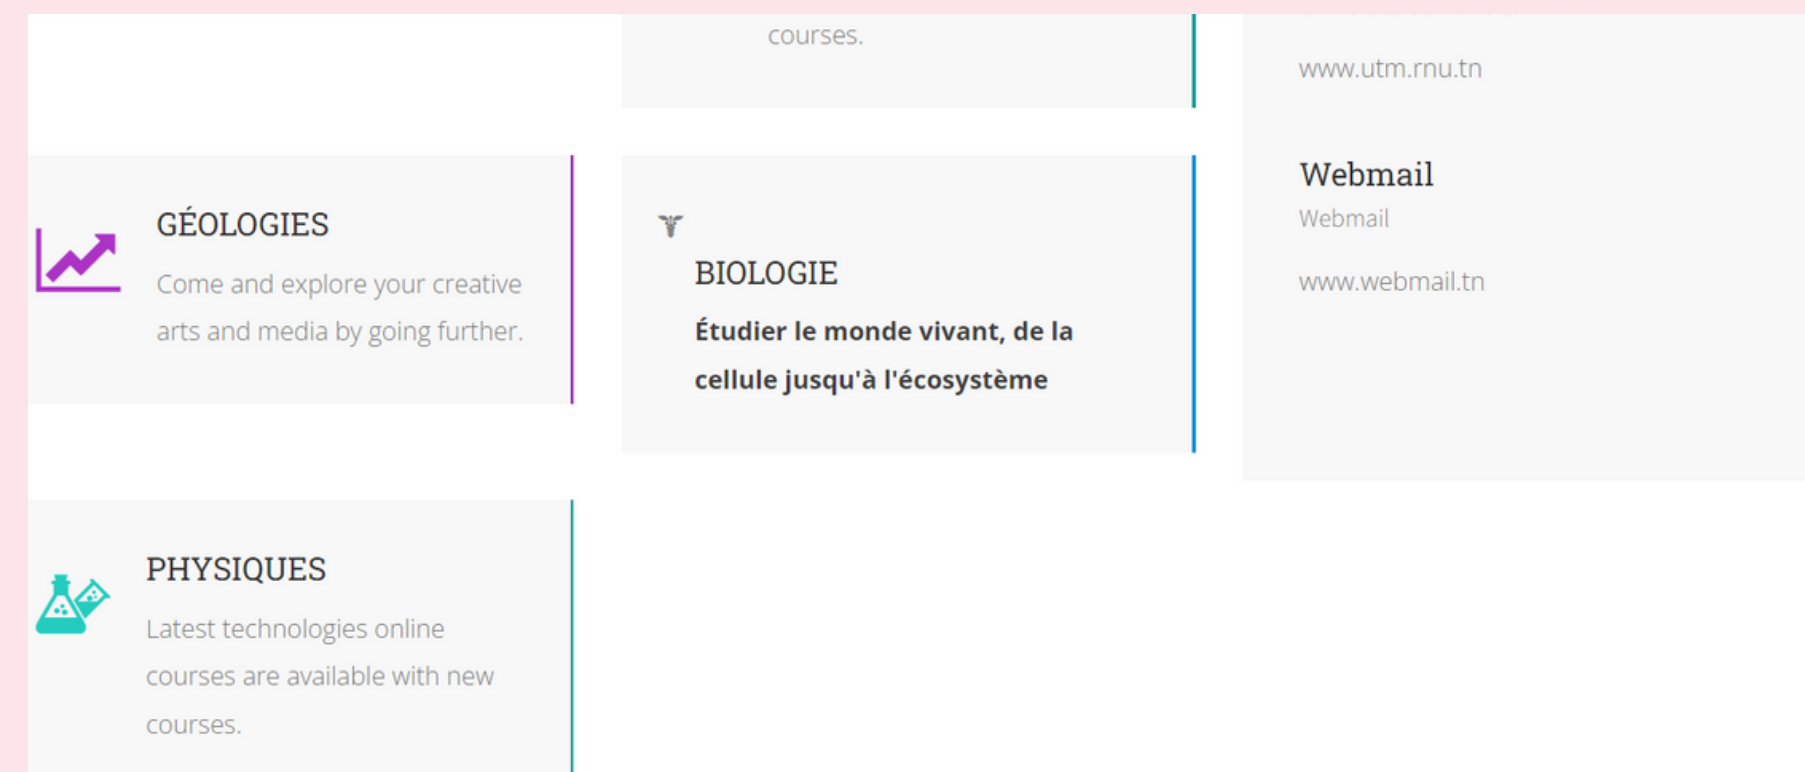 courses.
www.utm.rnu.tn
GÉOLOGIES
Come and explore your creative
arts and media by going further.
BIOLOGIE
Étudier le monde vivant, de la
cellule jusqu'à l'écosystème
Webmail
Webmail
www.webmail.tn
PHYSIQUES
Latest technologies online
courses are available with new
courses.